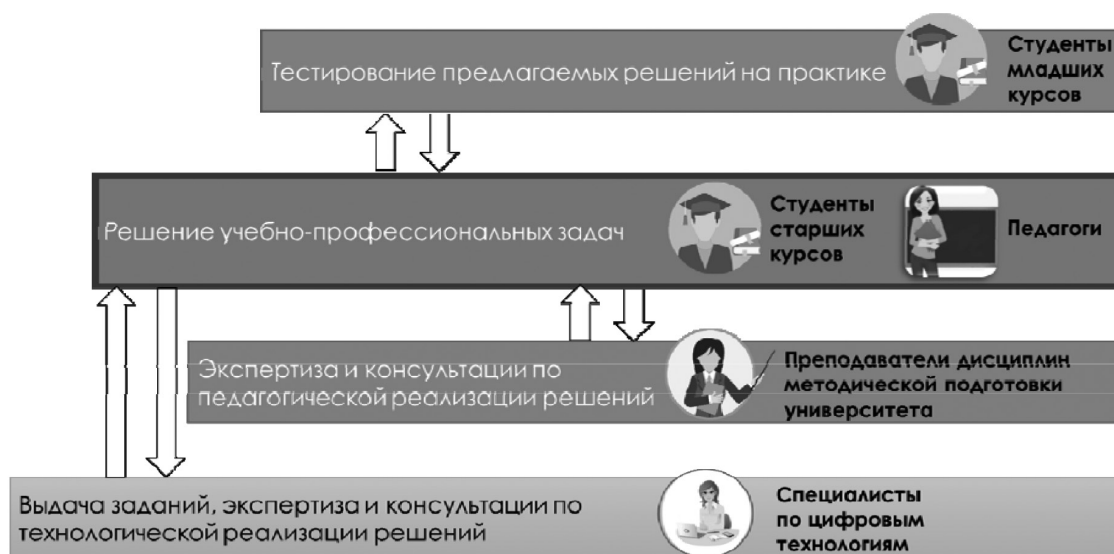 Тестирование предлагаемых решений на практике
Студенты
младших
курсов
Решение учебно-профессиональных задач
Студенты
старших
курсов
Педагоги
Экспертиза и консультации по
педагогической реализации решений
Преподаватели дисциплин
методической подготовки
университета
Выдача заданий, экспертиза и консультации по
технологической реализации решений
Специалисты
по цифровым
технологиям